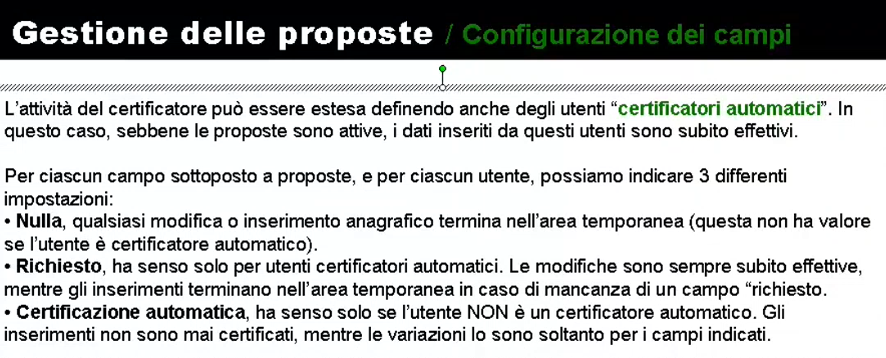 Gestione delle proposte / Configurazione dei campi
L'attività del certificatore può essere estesa definendo anche degli utenti “certificatori automatici”. In
questo caso, sebbene le proposte sono attive, i dati inseriti da questi utenti sono subito effettivi.
Per ciascun campo sottoposto a proposte, e per ciascun utente, possiamo indicare 3 differenti
impostazioni:
• Nulla, qualsiasi modifica o inserimento anagrafico termina nell'area temporanea (questa non ha valore
se l'utente è certificatore automatico).
• Richiesto, ha senso solo per utenti certificatori automatici. Le modifiche sono sempre subito effettive,
mentre gli inserimenti terminano nell'area temporanea in caso di mancanza di un campo “richiesto.
• Certificazione automatica, ha senso solo se l'utente NON è un certificatore automatico. Gli
inserimenti non sono mai certificati, mentre le variazioni lo sono soltanto per i campi indicati.